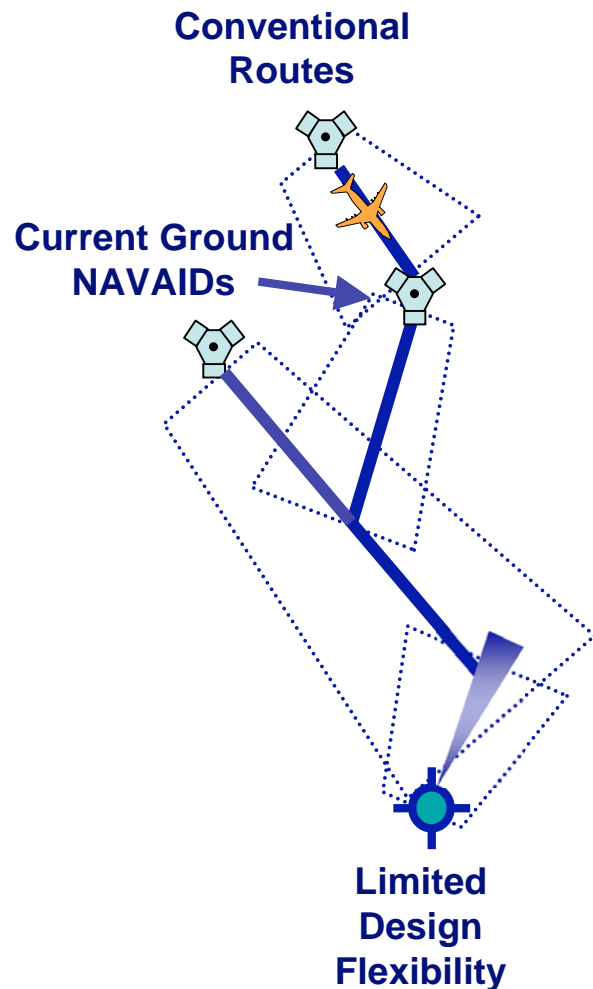 Conventional
Routes
Current Ground
NAVAIDs
Limited
Design
Flexibility